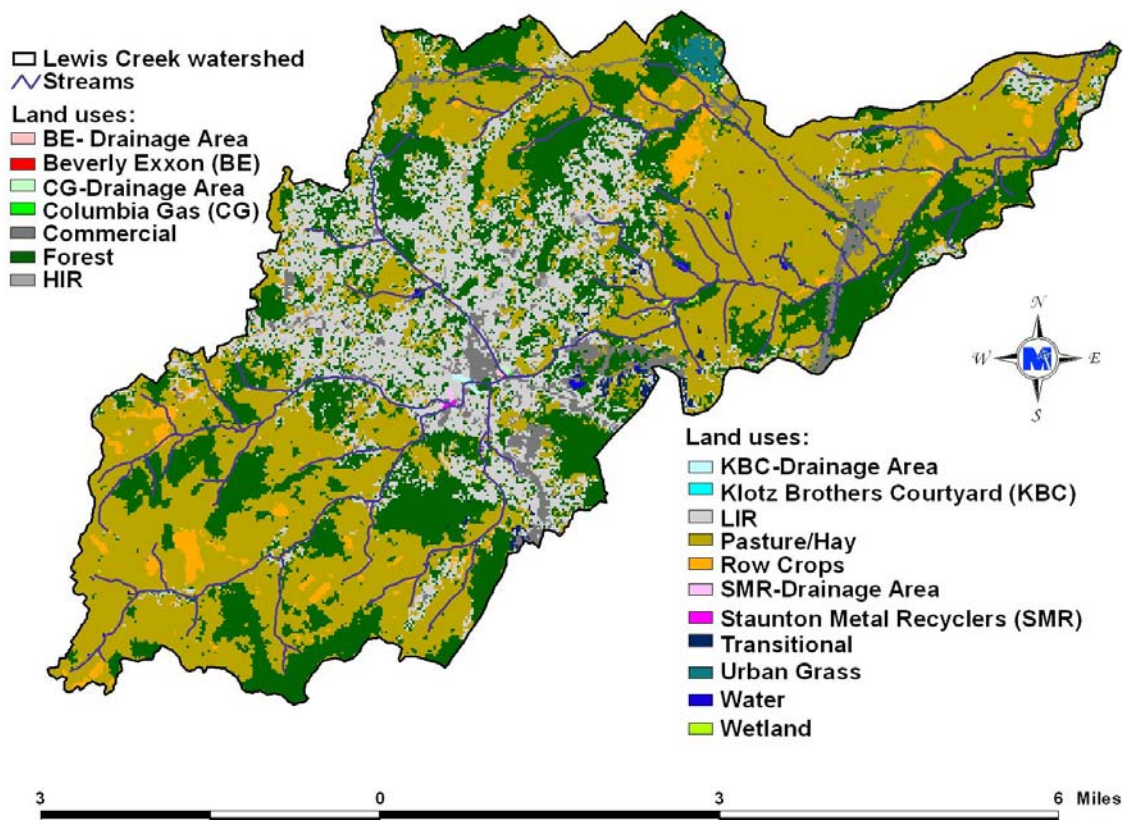 Lewis Creek watershed
Streams
Land uses:
BE- Drainage Area
Beverly Exxon (BE)
CG-Drainage Area
Columbia Gas (CG)
Commercial
Forest
HIR
N
W E
S
Land uses:
KBC-Drainage Area
Klotz Brothers Courtyard (KBC)
LIR
Pasture/Hay
Row Crops
SMR-Drainage Area
Staunton Metal Recyclers (SMR)
Transitional
Urban Grass
Water
Wetland
3 0 3 6 Miles